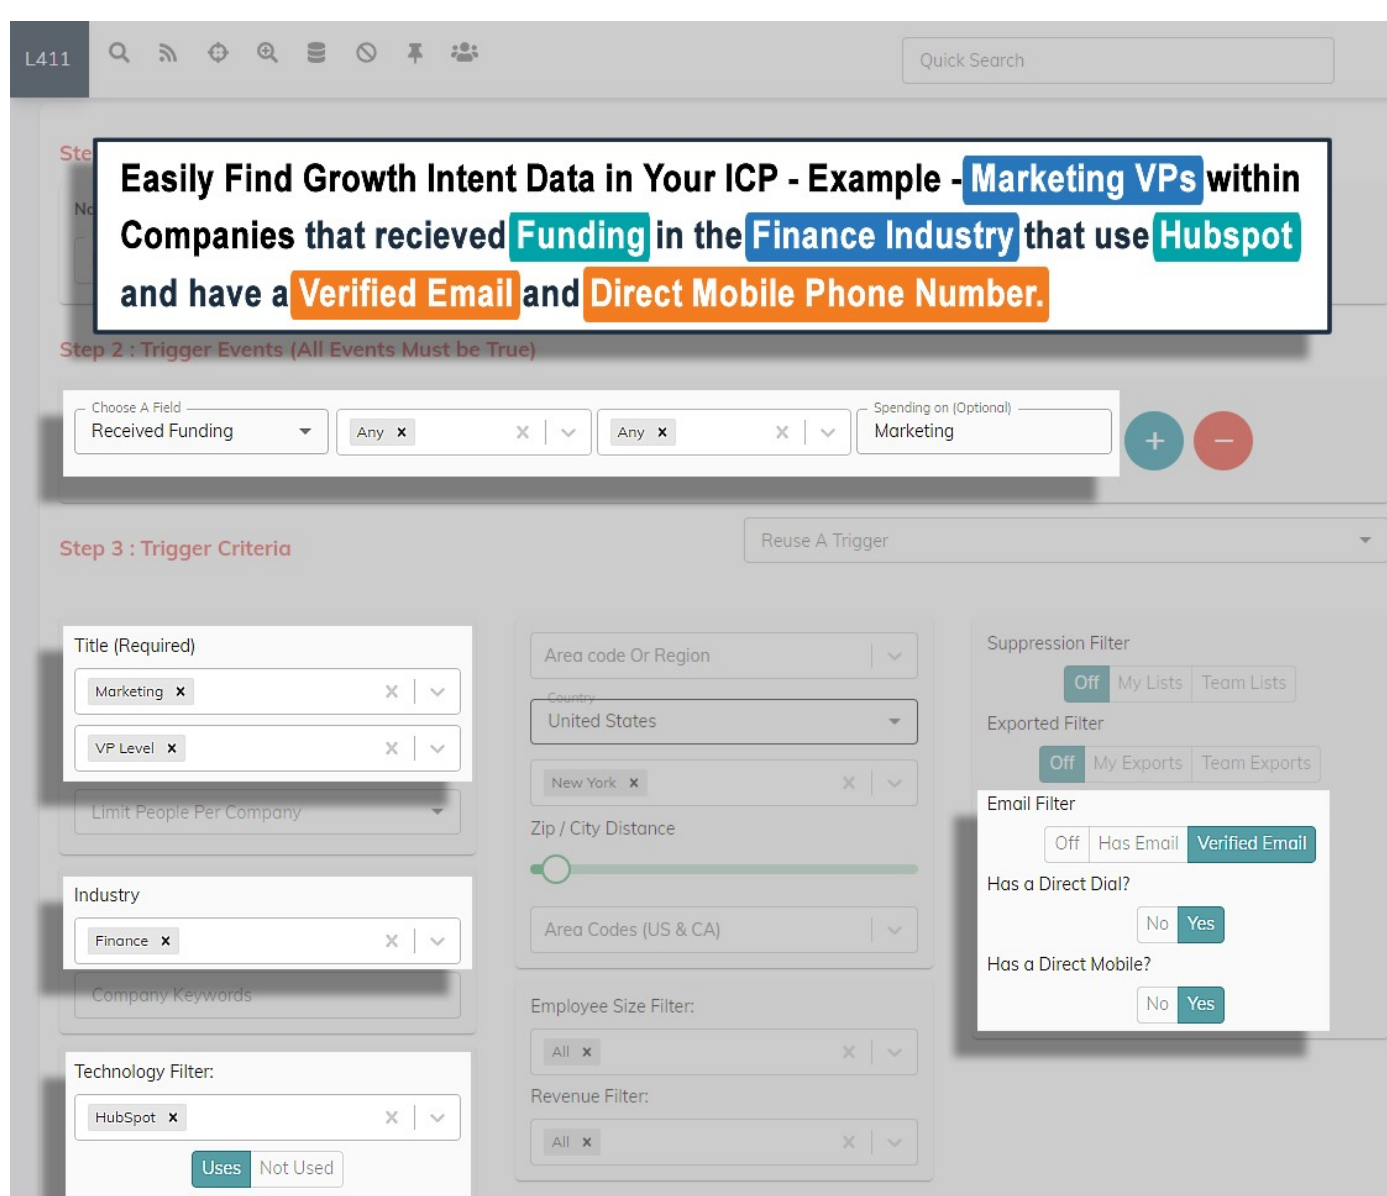 L411
Quick Search
Ste
Easily Find Growth Intent Data in Your ICP - Example - Marketing VPs within
Companies that recieved Funding in the Finance Industry that use Hubspot
and have a Verified Email and Direct Mobile Phone Number.
Step 2 : Trigger Events (All Events Must be True)
Choose A Field
Received Funding
Any
Any
Spending on (Optional)
Marketing
Step 3 : Trigger Criteria
Reuse A Trigger
Title (Required)
Marketing
VP Level
Limit People Per Company
Industry
Finance
Company Keywords
Technology Filter:
HubSpot
Uses Not Used
Area code Or Region
Country
United States
New York
Zip / City Distance
Area Codes (US & CA)
Employee Size Filter:
All
Revenue Filter:
All
Suppression Filter
Off My Lists Team Lists
Exported Filter
Off My Exports Team Exports
Email Filter
Off Has Email Verified Email
Has a Direct Dial?
No Yes
Has a Direct Mobile?
No Yes